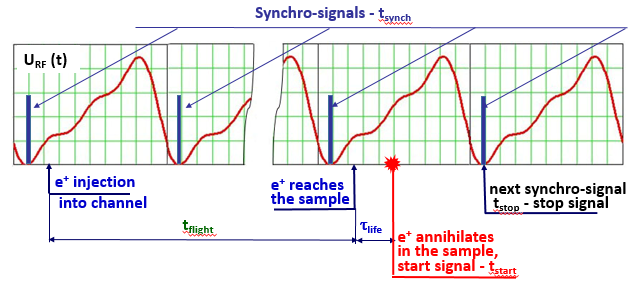 Synchro-signals - tsynch
URF (t)
e+ injection
into channel
e+ reaches
the sample
next synchro-signal
tstop - stop signal
tflight
τlife
e+ annihilates
in the sample,
start signal - tstart